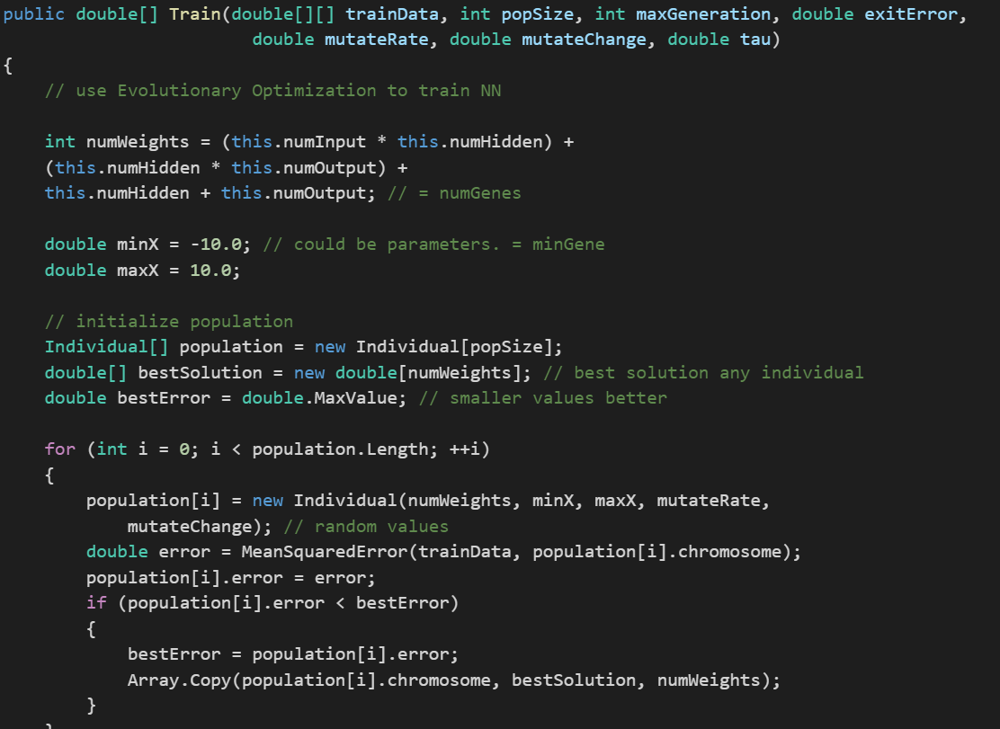 public double[] Train(double[][] trainData, int popSize, int maxGeneration, double exitError,
                        double mutateRate, double mutateChange, double tau)
{
    // use Evolutionary Optimization to train NN

    int numWeights = (this.numInput * this.numHidden) +
    (this.numHidden * this.numOutput) +
    this.numHidden + this.numOutput; // = numGenes

    double minX = -10.0; // could be parameters. = minGene
    double maxX = 10.0;

    // initialize population
    Individual[] population = new Individual[popSize];
    double[] bestSolution = new double[numWeights]; // best solution any individual
    double bestError = double.MaxValue; // smaller values better

    for (int i = 0; i < population.Length; ++i)
    {
        population[i] = new Individual(numWeights, minX, maxX, mutateRate,
            mutateChange); // random values
        double error = MeanSquaredError(trainData, population[i].chromosome);
        population[i].error = error;
        if (population[i].error < bestError)
        {
            bestError = population[i].error;
            Array.Copy(population[i].chromosome, bestSolution, numWeights);
        }